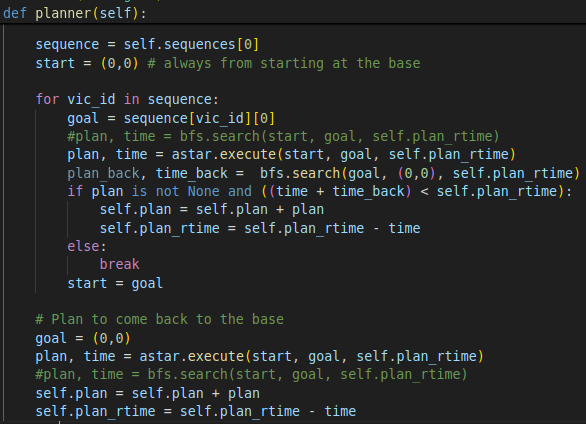 def planner(self):
sequence = self.sequences[0]
start = (0,0) # always from starting at the base
for vic_id in sequence:
goal = sequence[vic_id][0]
#plan, time = bfs.search(start, goal, self.plan_rtime)
plan, time = astar.execute(start, goal, self.plan_rtime)
plan_back, time_back =  bfs.search(goal, (0,0), self.plan_rtime)
if plan is not None and ((time + time_back) < self.plan_rtime):
self.plan = self.plan + plan
self.plan_rtime = self.plan_rtime - time
else:
break
start = goal
# Plan to come back to the base
goal = (0,0)
plan, time = astar.execute(start, goal, self.plan_rtime)
#plan, time = bfs.search(start, goal, self.plan_rtime)
self.plan = self.plan + plan
self.plan_rtime = self.plan_rtime - time